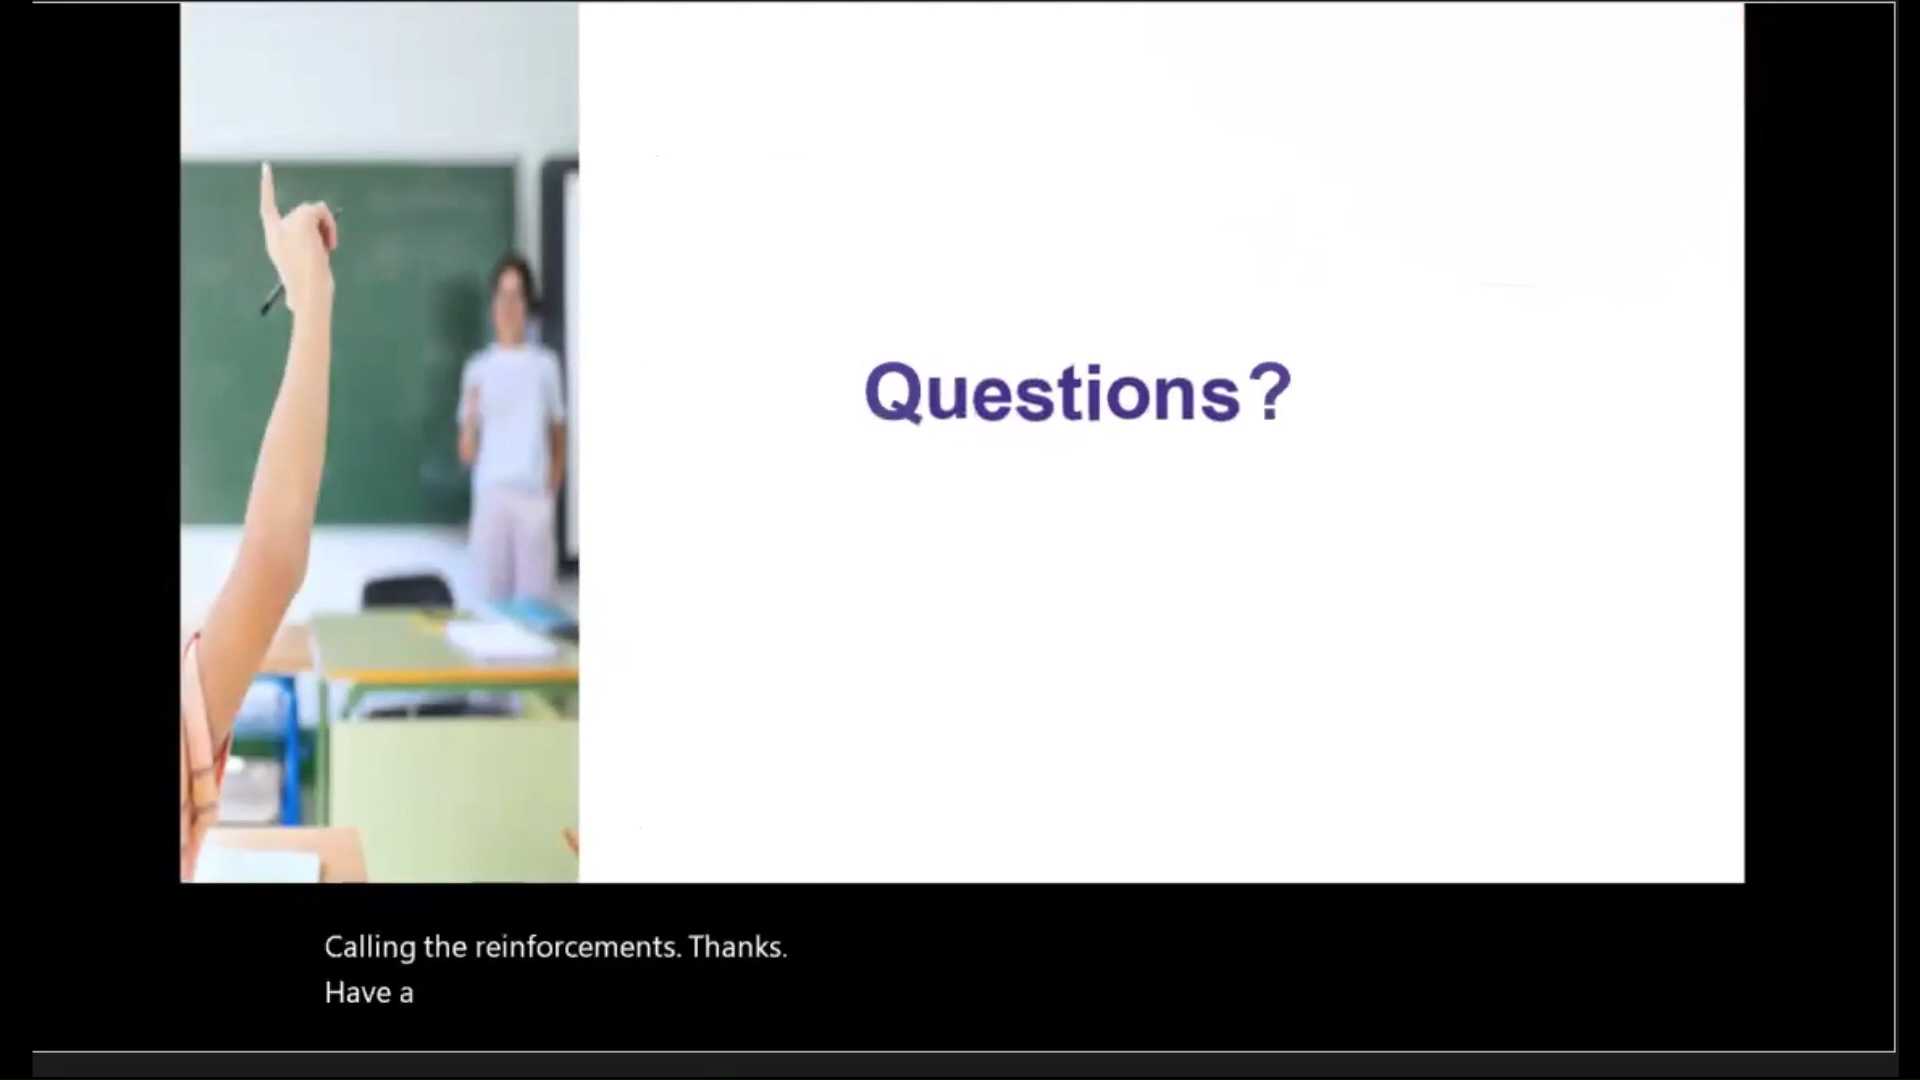 Questions?
Calling the reinforcements. Thanks.
Have a